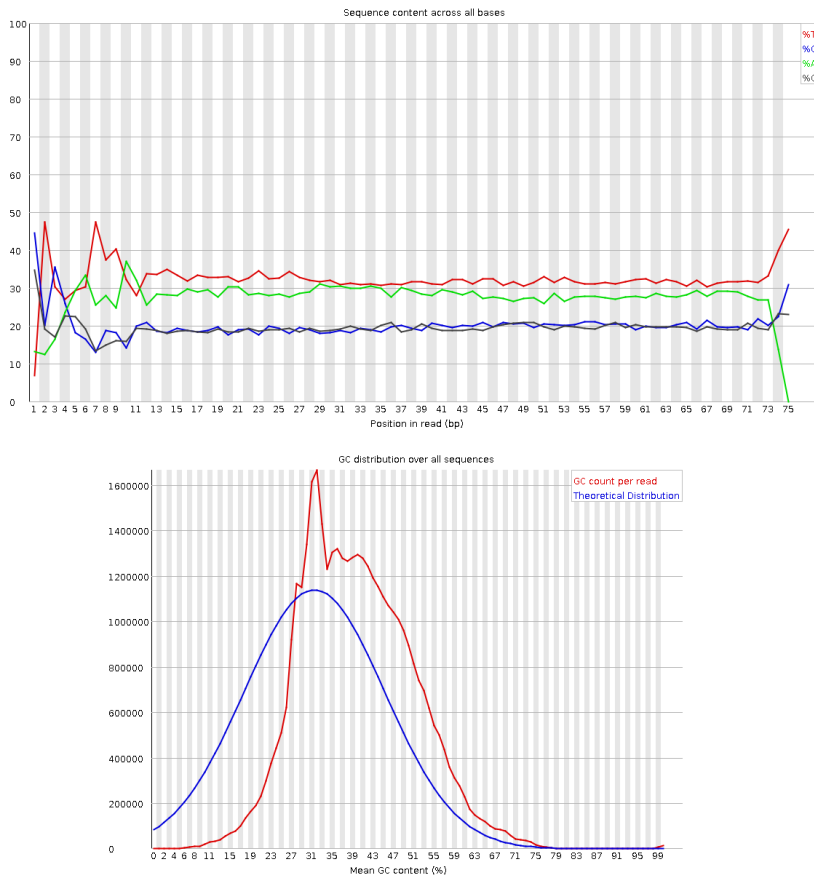 Sequence content across all bases
100
90
80
70
60
50
40
30
20
10
0
%T
%C
%A
%G
1 2 3 4 5 6 7 8 9 11 13 15 17 19 21 23 25 27 29 31 33 35 37 39 41 43 45 47 49 51 53 55 57 59 61 63 65 67 69 71 73 75
Position in read (bp)
GC distribution over all sequences
GC count per read
Theoretical Distribution
1600000
1400000
1200000
1000000
800000
600000
400000
200000
0
0 2 4 6 8 11 15 19 23 27 31 35 39 43 47 51 55 59 63 67 71 75 79 83 87 91 95 99
Mean GC content (%)